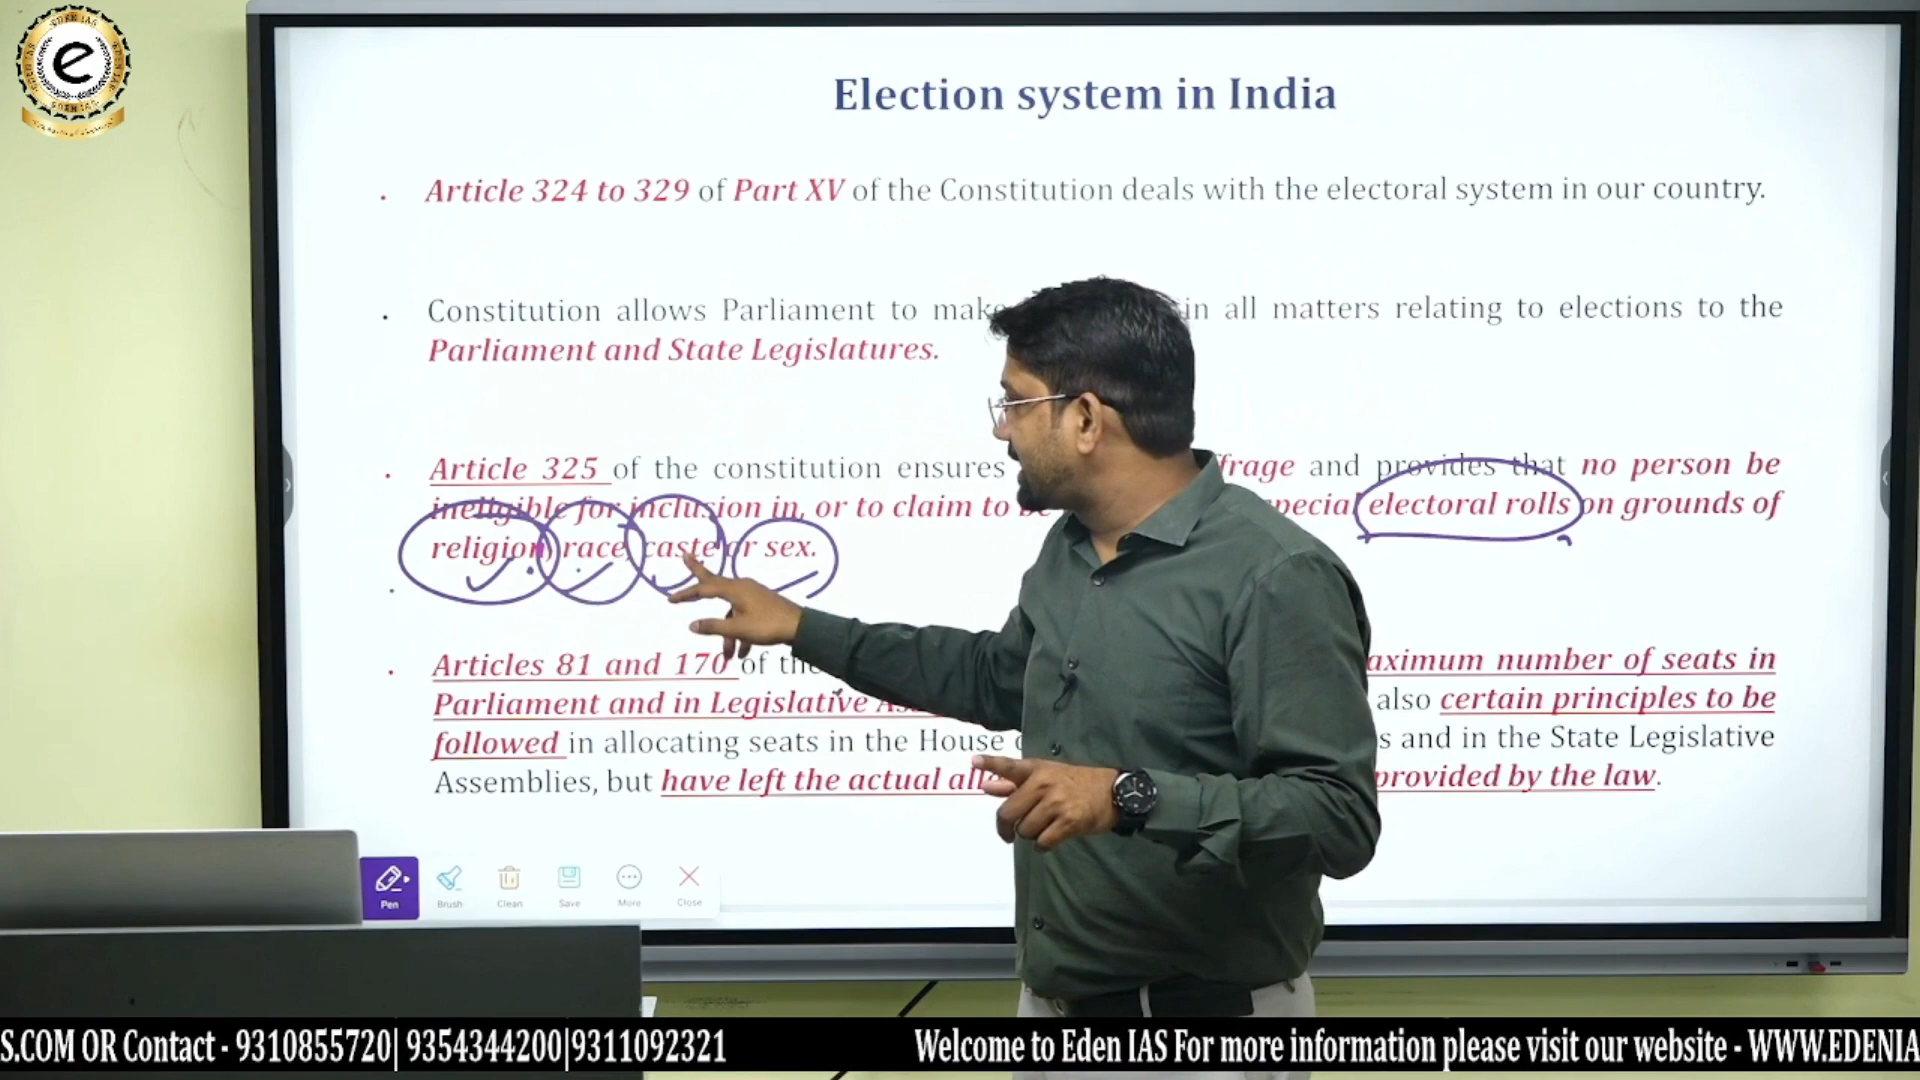 EDEN IAS
e
EDEN IAS
Election system in India
Article 324 to 329 of Part XV of the Constitution deals with the electoral system in our country.
Constitution allows Parliament to make in all matters relating to elections to the
Parliament and State Legislatures.
Article 325 of the constitution ensures and provides that no person be
ineligible for inclusion in, or to claim to electoral rolls on grounds of
religion, race, caste or sex.
Articles 81 and 170 of number of seats in
Parliament and in Legislative also certain principles to be
followed in allocating seats in the House and in the State Legislative
Assemblies, but have left the actual provided by the law.
Pen Brush Clean Save More Close
S.COM OR Contact - 9310855720| 9354344200|9311092321 Welcome to Eden IAS For more information please visit our website - WWW.EDENIA